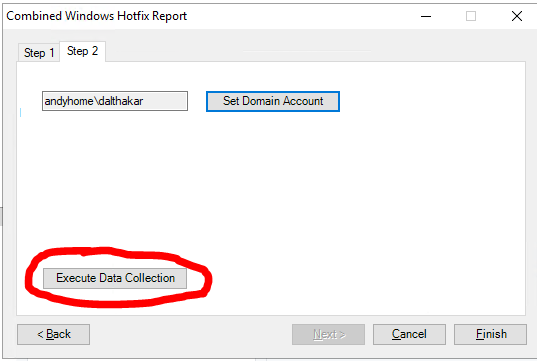 Combined Windows Hotfix Report
Step 1 Step 2
andyhome\dalthakar Set Domain Account
Execute Data Collection
< Back Next > Cancel Finish